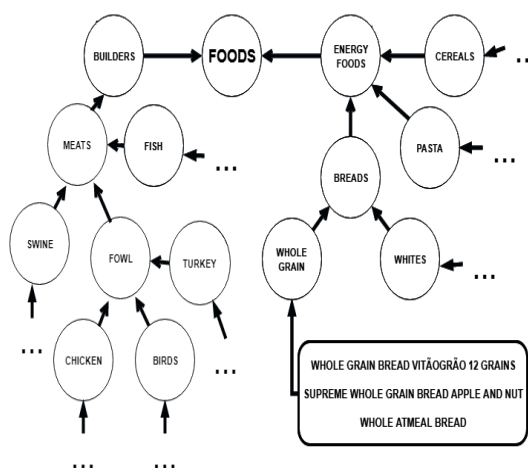 BUILDERS
FOODS
ENERGY
FOODS
CEREALS
...
MEATS
FISH
...
PASTA
...
BREADS
SWINE
FOWL
TURKEY
WHOLE
GRAIN
WHITES
...
...
CHICKEN
BIRDS
...
WHOLE GRAIN BREAD VITÃOGRÃO 12 GRAINS
SUPREME WHOLE GRAIN BREAD APPLE AND NUT
WHOLE ATMEAL BREAD
...
...